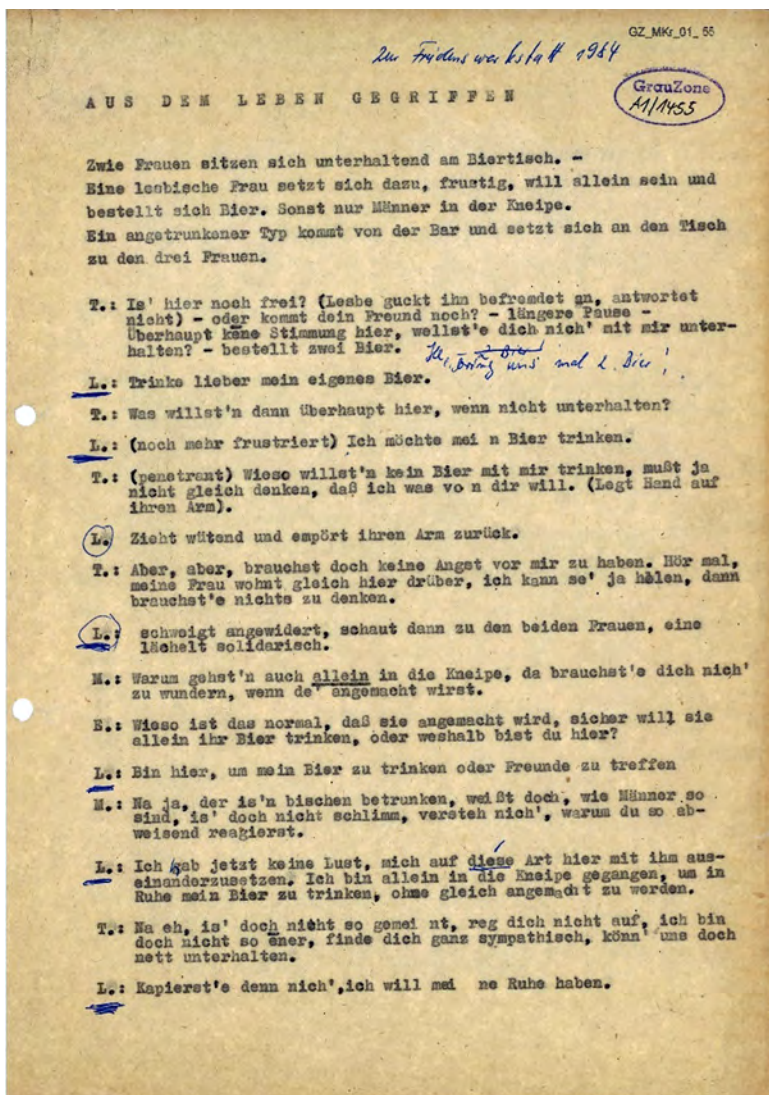 GZ_MKr_01_ 55
Zur Friedenswerkstatt 1984
GrauZone
A1/1455
AUS DEM LEBEN GEGRIFFEN
Zwie Frauen sitzen sich unterhaltend am Biertisch. -
Eine lesbische Frau setzt sich dazu, frustig, will allein sein und
bestellt sich Bier. Sonst nur Männer in der Kneipe.
Ein angetrunkener Typ kommt von der Bar und setzt sich an den Tisch
zu den drei Frauen.
T.: Is' hier noch frei? (Lesbe guckt ihn befremdet an, antwortet
nicht) - oder kommt dein Freund noch? - längere Pause -
Überhaupt kene Stimmung hier, wellst'e dich nich' mit mir unter-
halten? - bestellt zwei Bier.
2 Bier
bring uns mal 2 Bier!
L.: Trinke lieber mein eigenes Bier.
T.: Was willst'n dann überhaupt hier, wenn nicht unterhalten?
L.: (noch mehr frustriert) Ich möchte mei n Bier trinken.
T.: (penetrant) Wieso willst'n kein Bier mit mir trinken, mußt ja
nicht gleich denken, daß ich was vo n dir will. (Legt Hand auf
ihren Arm).
L. Zieht wütend und empört ihren Arm zurück.
T.: Aber, aber, brauchst doch keine Angst vor mir zu haben. Hör mal,
meine Frau wohnt gleich hier drüber, ich kann se' ja holen, dann
brauchst'e nichts zu denken.
L.: schweigt angewidert, schaut dann zu den beiden Frauen, eine
lächelt solidarisch.
M.: Warum gehst'n auch allein in die Kneipe, da brauchst'e dich nich'
zu wundern, wenn de' angemacht wirst.
E.: Wieso ist das normal, daß sie angemacht wird, sicher will sie
allein ihr Bier trinken, oder weshalb bist du hier?
L.: Bin hier, um mein Bier zu trinken oder Freunde zu treffen
M.: Na ja, der is'n bischen betrunken, weißt doch, wie Männer so
sind, is' doch nicht schlimm, versteh nich', warum du so ab-
weisend reagierst.
L.: Ich hab jetzt keine Lust, mich auf diese Art hier mit ihm aus-
einanderzusetzen. Ich bin allein in die Kneipe gegangen, um in
Ruhe mein Bier zu trinken, ohne gleich angemacht zu werden.
T.: Na eh, is' doch nicht so gemei nt, reg dich nicht auf, ich bin
doch nicht so ener, finde dich ganz sympathisch, könn' uns doch
nett unterhalten.
L.: Kapierst'e denn nich',ich will mei ne Ruhe haben.